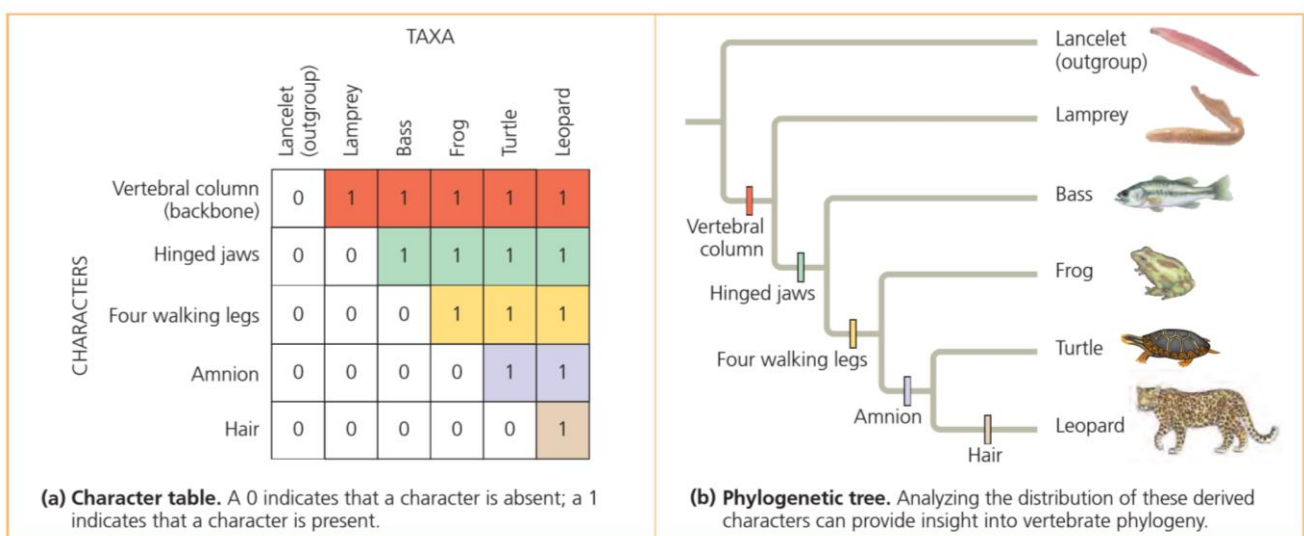 TAXA
Lancelet
(outgroup)
Lamprey
Bass
Frog
Turtle
Leopard
CHARACTERS
Vertebral column
(backbone)
0 1 1 1 1 1
Hinged jaws
0 0 1 1 1 1
Four walking legs
0 0 0 1 1 1
Amnion
0 0 0 0 1 1
Hair
0 0 0 0 0 1
(a) Character table. A 0 indicates that a character is absent; a 1
indicates that a character is present.
Lancelet
(outgroup)
Lamprey
Bass
Vertebral
column
Frog
Hinged jaws
Turtle
Four walking legs
Amnion
Leopard
Hair
(b) Phylogenetic tree. Analyzing the distribution of these derived
characters can provide insight into vertebrate phylogeny.